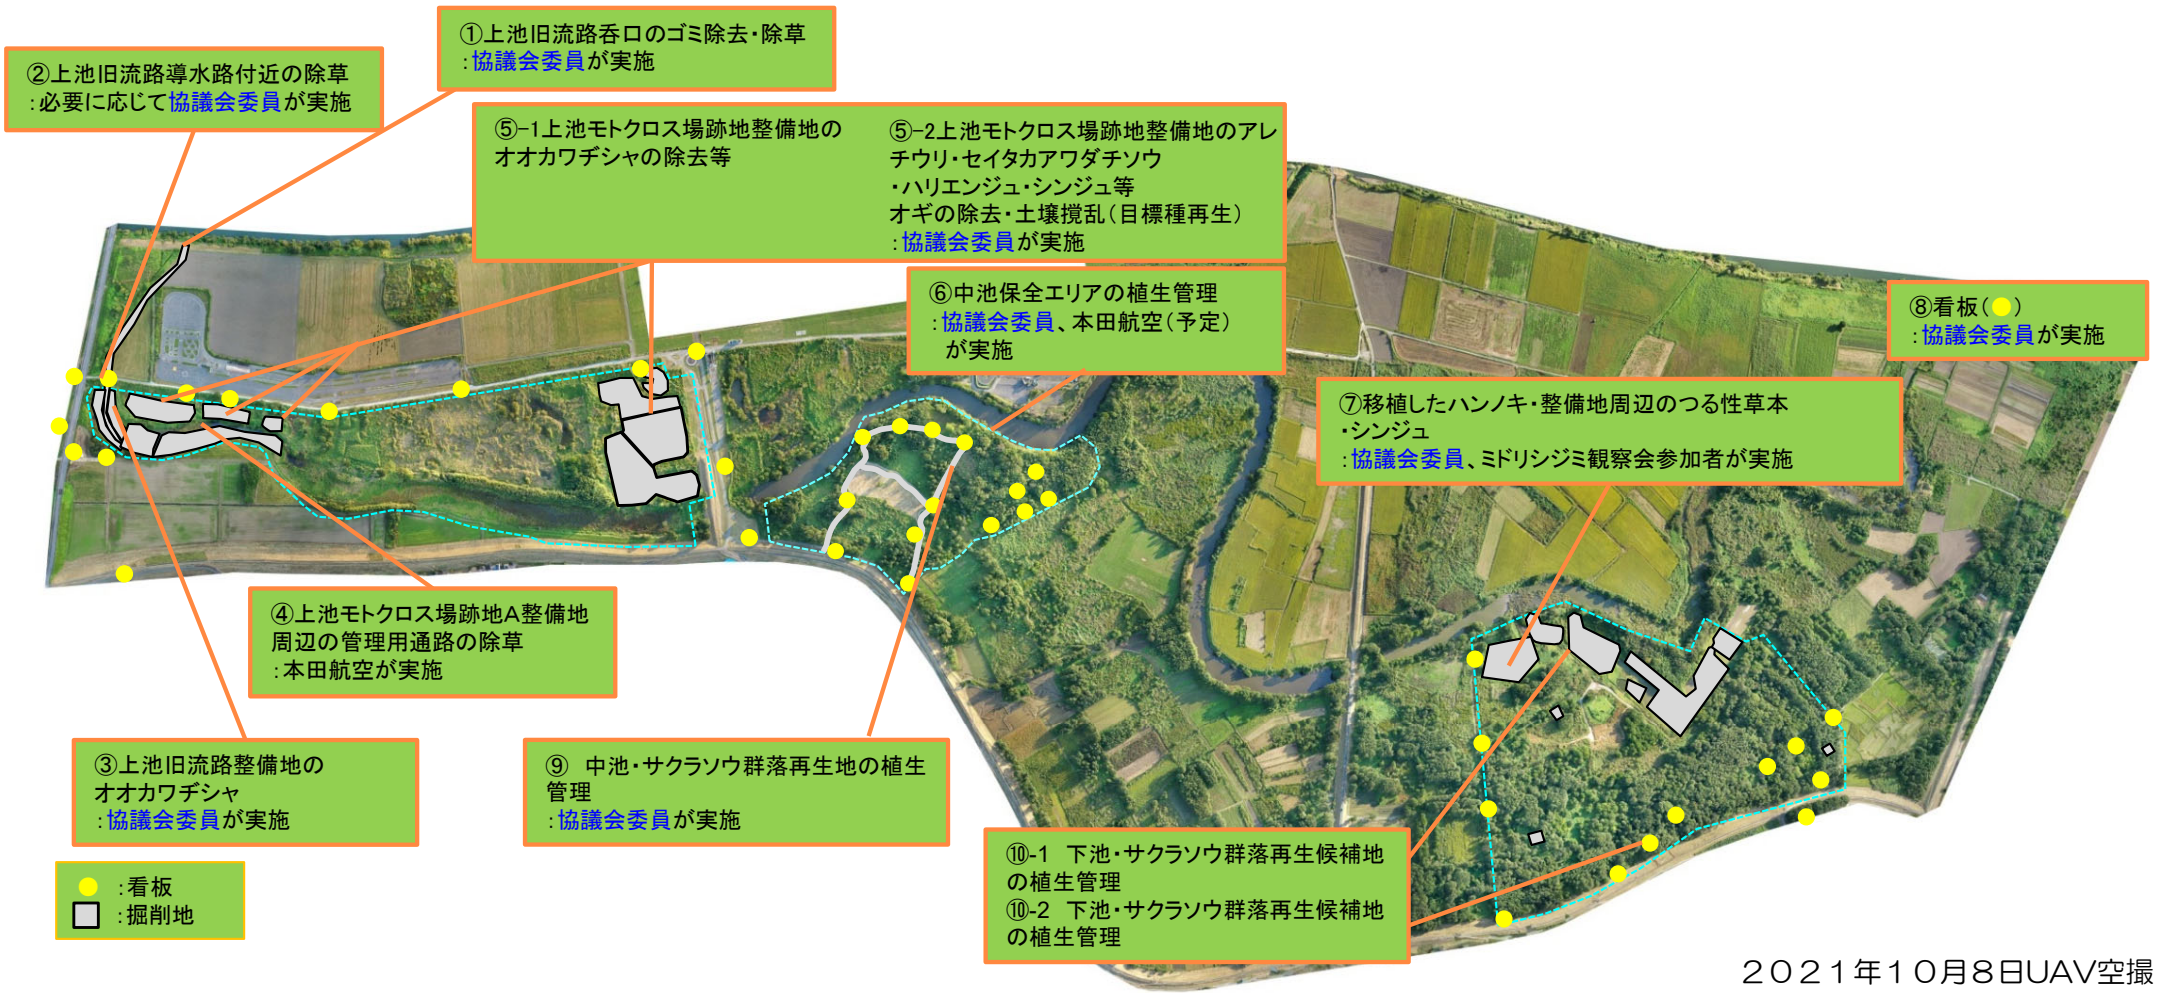 ①上池旧流路呑口のゴミ除去・除草
：協議会委員が実施
②上池旧流路導水路付近の除草
：必要に応じて協議会委員が実施
⑤-1上池モトクロス場跡地整備地の
オオカワヂシャの除去等
⑤-2上池モトクロス場跡地整備地のアレ
チウリ・セイタカアワダチソウ
・ハリエンジュ・シンジュ等
オギの除去・土壌撹乱（目標種再生）
：協議会委員が実施
⑥中池保全エリアの植生管理
：協議会委員、本田航空（予定）
が実施
⑧看板（●）
：協議会委員が実施
⑦移植したハンノキ・整備地周辺のつる性草本
・シンジュ
：協議会委員、ミドリシジミ観察会参加者が実施
④上池モトクロス場跡地A整備地
周辺の管理用通路の除草
：本田航空が実施
③上池旧流路整備地の
オオカワヂシャ
：協議会委員が実施
⑨　中池・サクラソウ群落再生地の植生
管理
：協議会委員が実施
⑩-1　下池・サクラソウ群落再生候補地
の植生管理
⑩-2　下池・サクラソウ群落再生候補地
の植生管理
：看板
：掘削地
２０２１年１０月８日UAV空撮